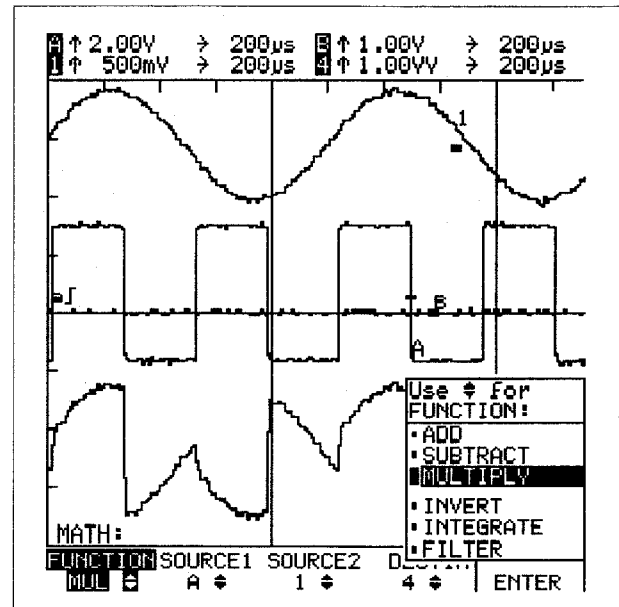 A ↑ 2.00V → 200µs B ↑ 1.00V → 200µs
1 ↑ 500mV → 200µs 4 ↑ 1.00VV → 200µs
1
B
A
Use ⬍ for
FUNCTION:
▪ADD
▪SUBTRACT
MULTIPLY
▪INVERT
▪INTEGRATE
▪FILTER
MATH:
FUNCTION SOURCE1 SOURCE2
MUL ⬍ A ⬍ 1 ⬍ 4 ⬍ ENTER